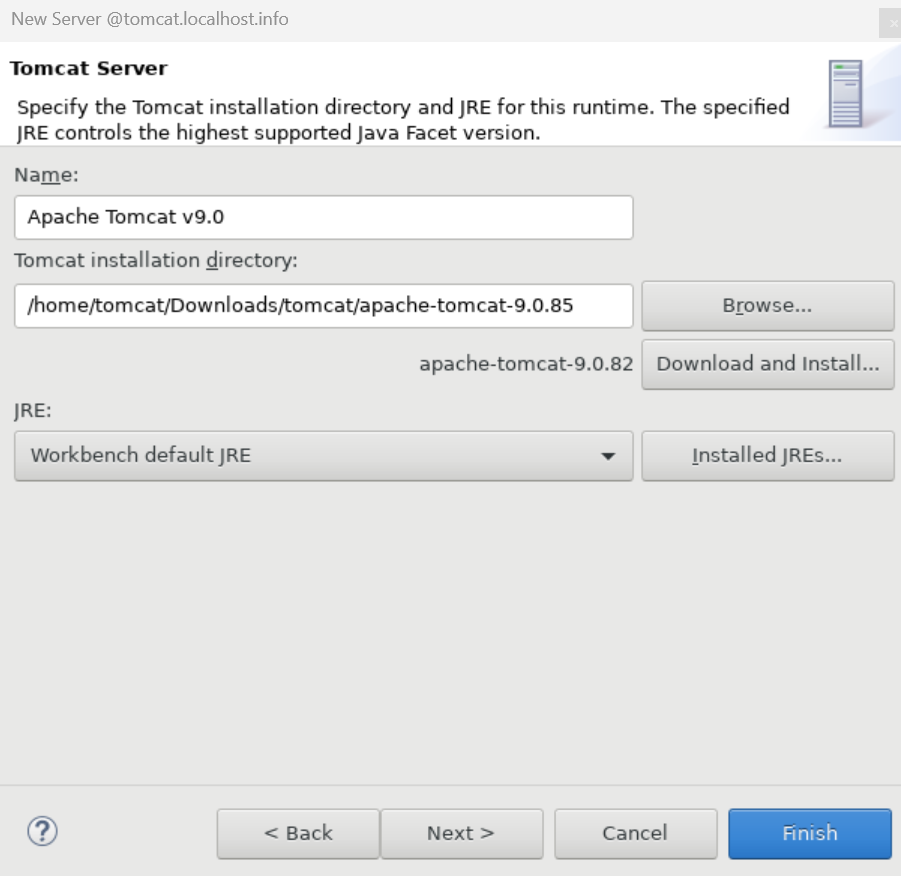 New Server @tomcat.localhost.info
×
Tomcat Server
Specify the Tomcat installation directory and JRE for this runtime. The specified
JRE controls the highest supported Java Facet version.
Name:
Apache Tomcat v9.0
Tomcat installation directory:
/home/tomcat/Downloads/tomcat/apache-tomcat-9.0.85
Browse...
apache-tomcat-9.0.82
Download and Install...
JRE:
Workbench default JRE
Installed JREs...
?
< Back
Next >
Cancel
Finish